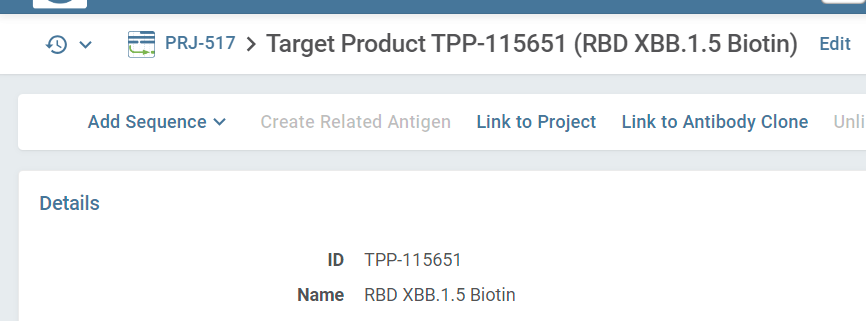 PRJ-517 > Target Product TPP-115651 (RBD XBB.1.5 Biotin) Edit
Add Sequence Create Related Antigen Link to Project Link to Antibody Clone Unli
Details
ID TPP-115651
Name RBD XBB.1.5 Biotin